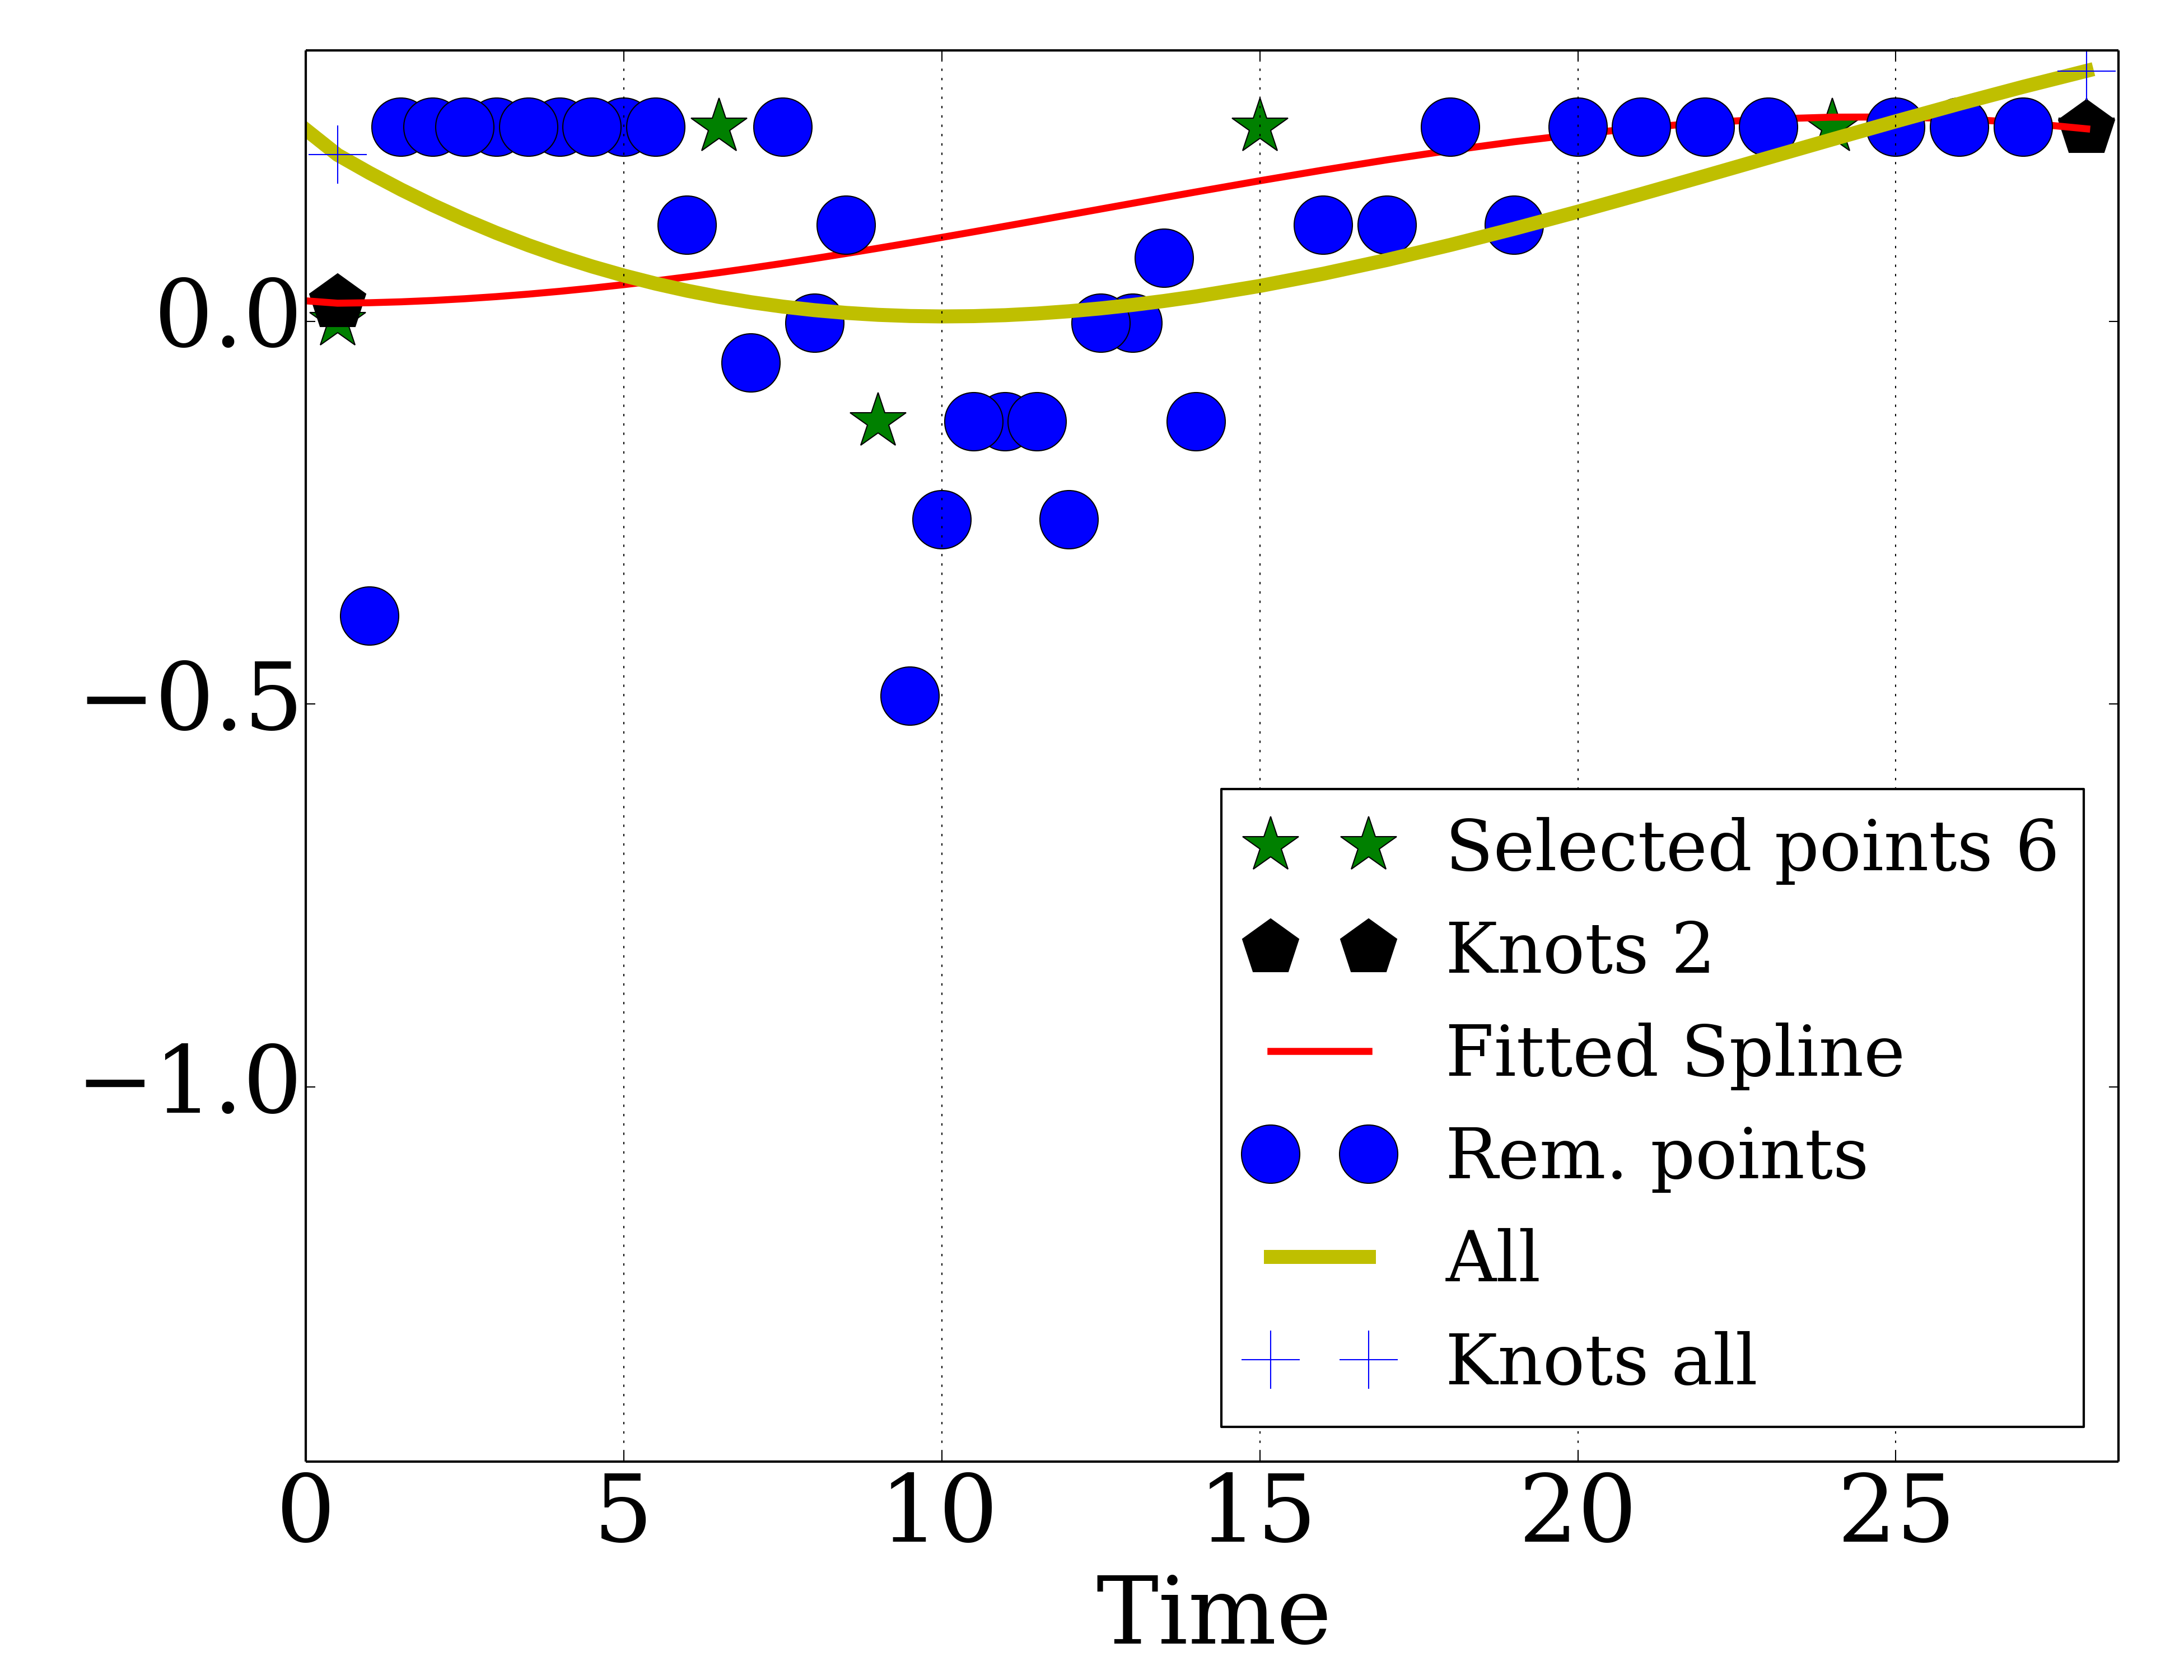 0.0
−0.5
−1.0
Selected points 6
Knots 2
Fitted Spline
Rem. points
All
Knots all
0 5 10 15 20 25
Time